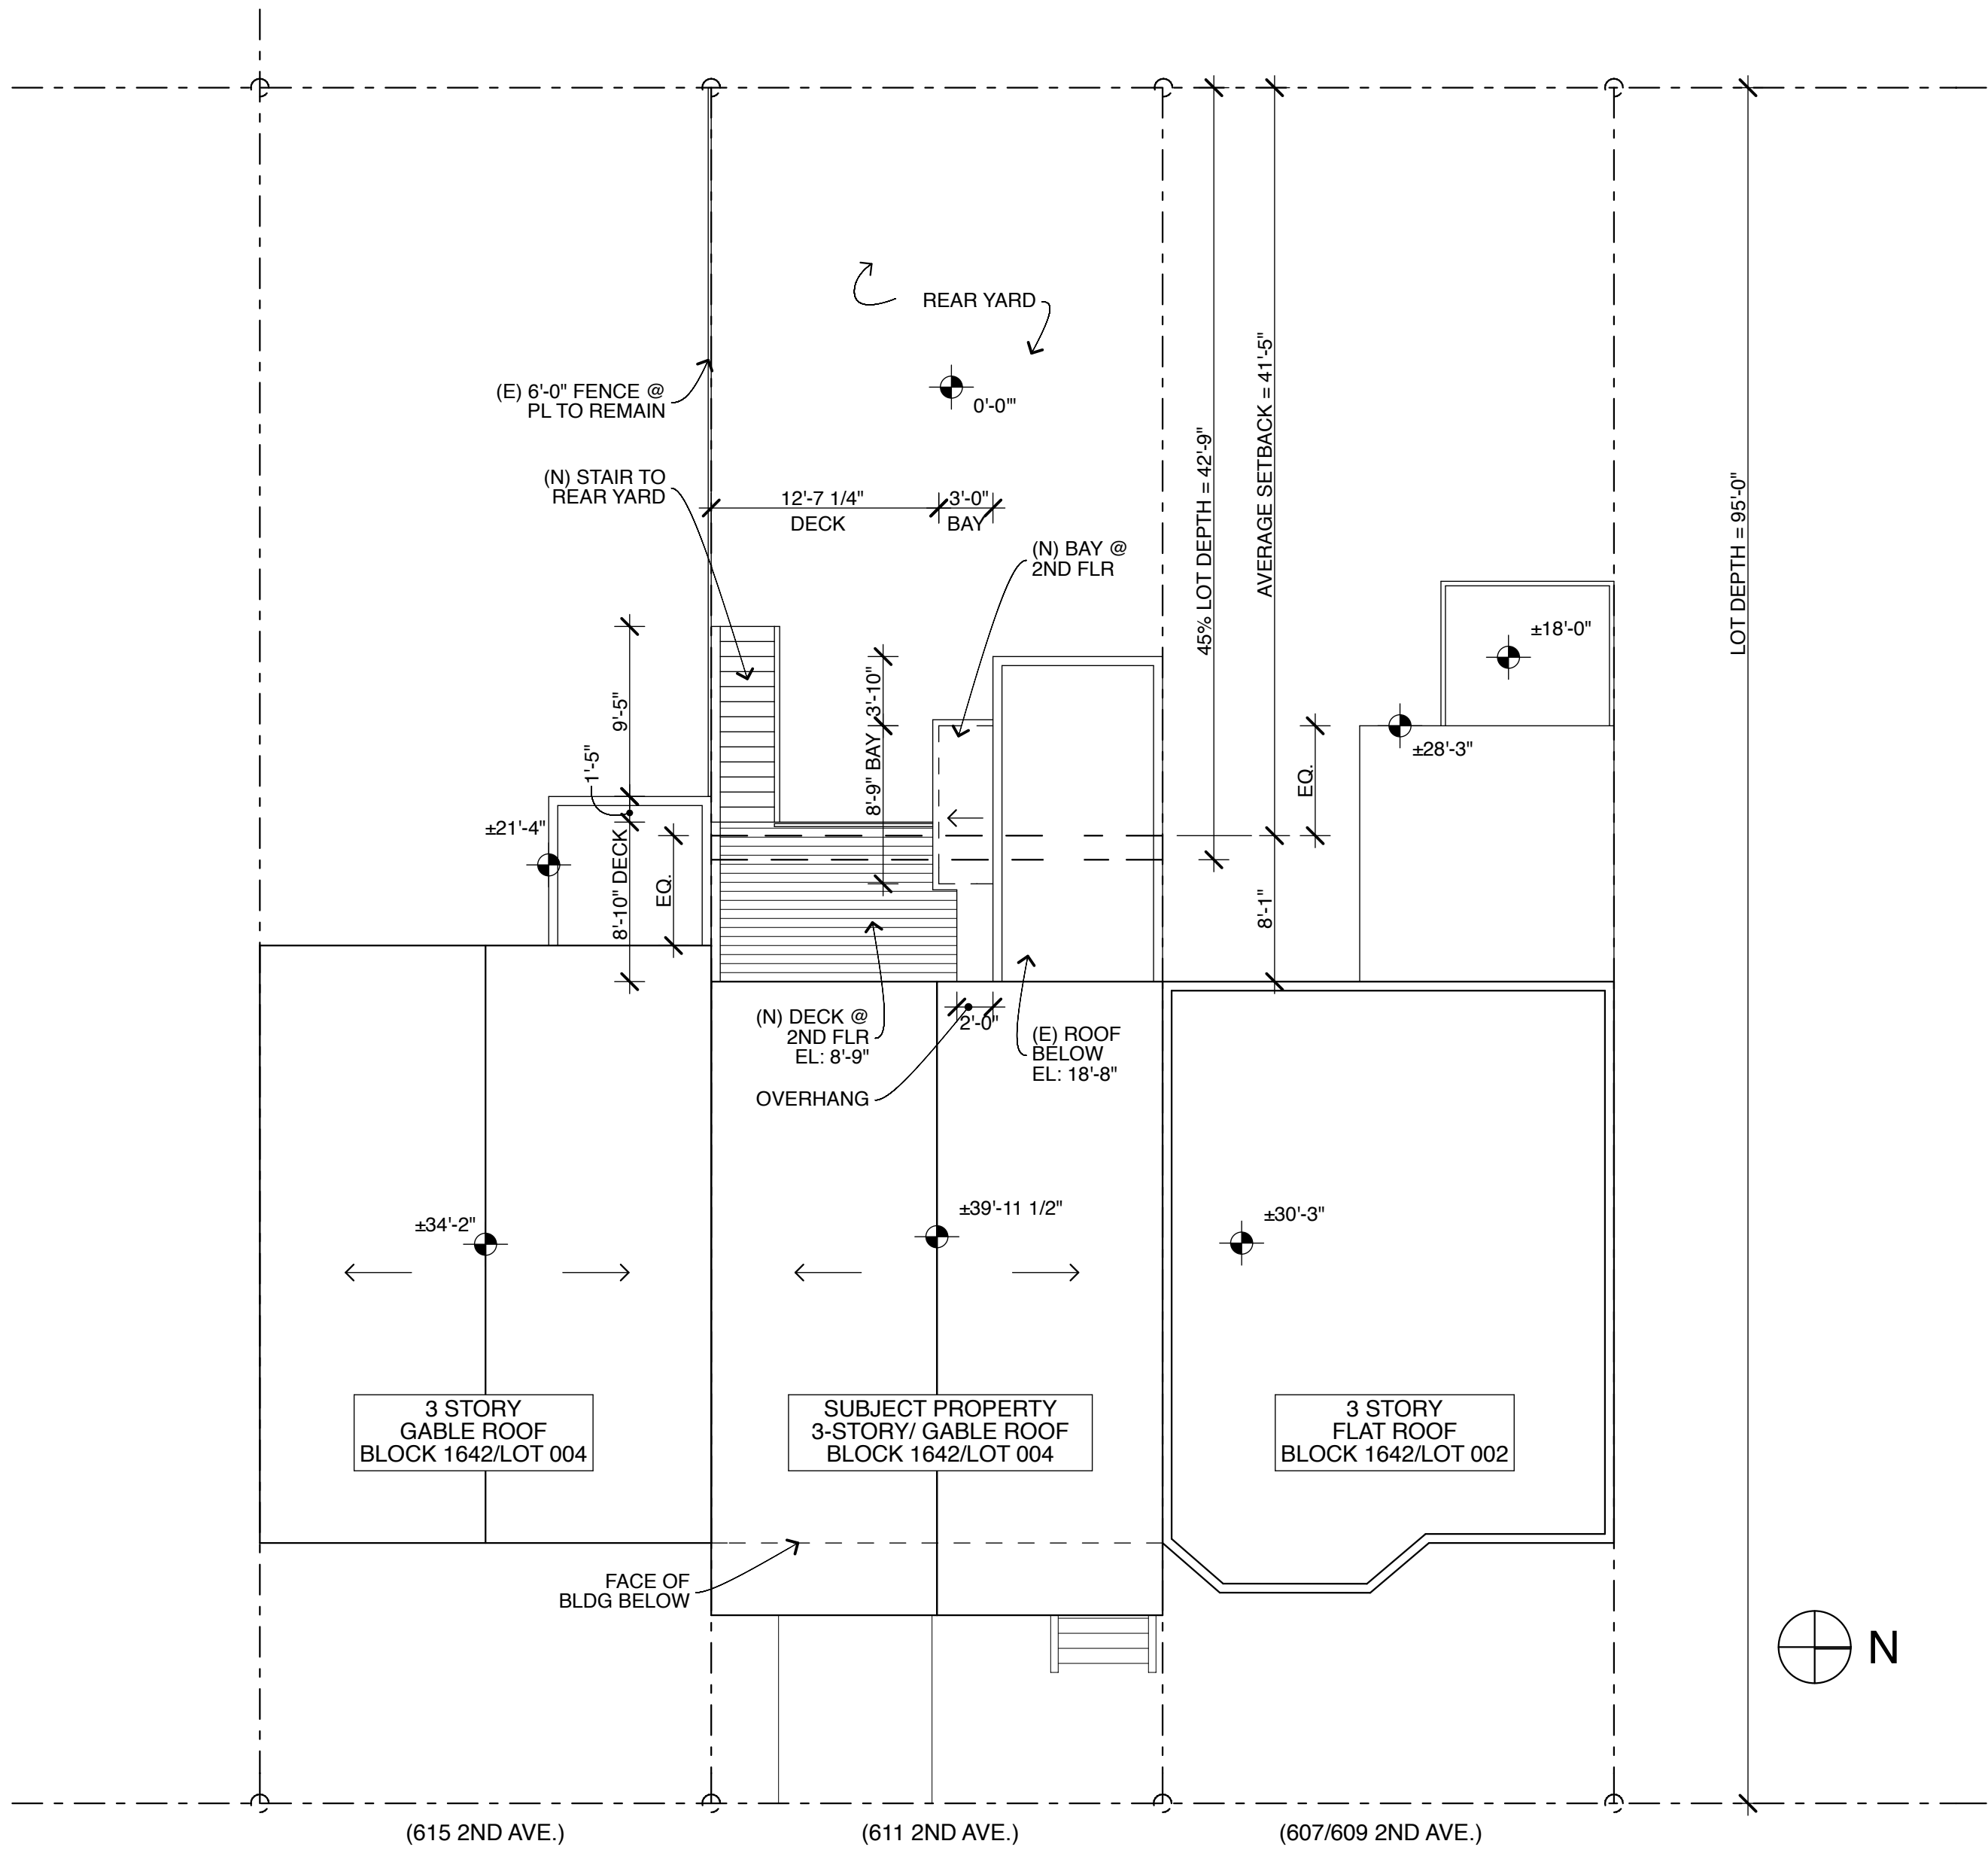 REAR YARD
(E) 6'-0" FENCE @
PL TO REMAIN
0'-0"'
(N) STAIR TO
REAR YARD
12'-7 1/4"
DECK
3'-0"
BAY
(N) BAY @
2ND FLR
45% LOT DEPTH = 42'-9"
AVERAGE SETBACK = 41'-5"
LOT DEPTH = 95'-0"
±18'-0"
±28'-3"
9'-5"
1'-5"
3'-10"
8'-9" BAY
EQ.
±21'-4"
8'-10" DECK
EQ.
8'-1"
(N) DECK @
2ND FLR
EL: 8'-9"
2'-0"
(E) ROOF
BELOW
EL: 18'-8"
OVERHANG
±34'-2"
±39'-11 1/2"
±30'-3"
3 STORY
GABLE ROOF
BLOCK 1642/LOT 004
SUBJECT PROPERTY
3-STORY/ GABLE ROOF
BLOCK 1642/LOT 004
3 STORY
FLAT ROOF
BLOCK 1642/LOT 002
FACE OF
BLDG BELOW
N
(615 2ND AVE.)
(611 2ND AVE.)
(607/609 2ND AVE.)